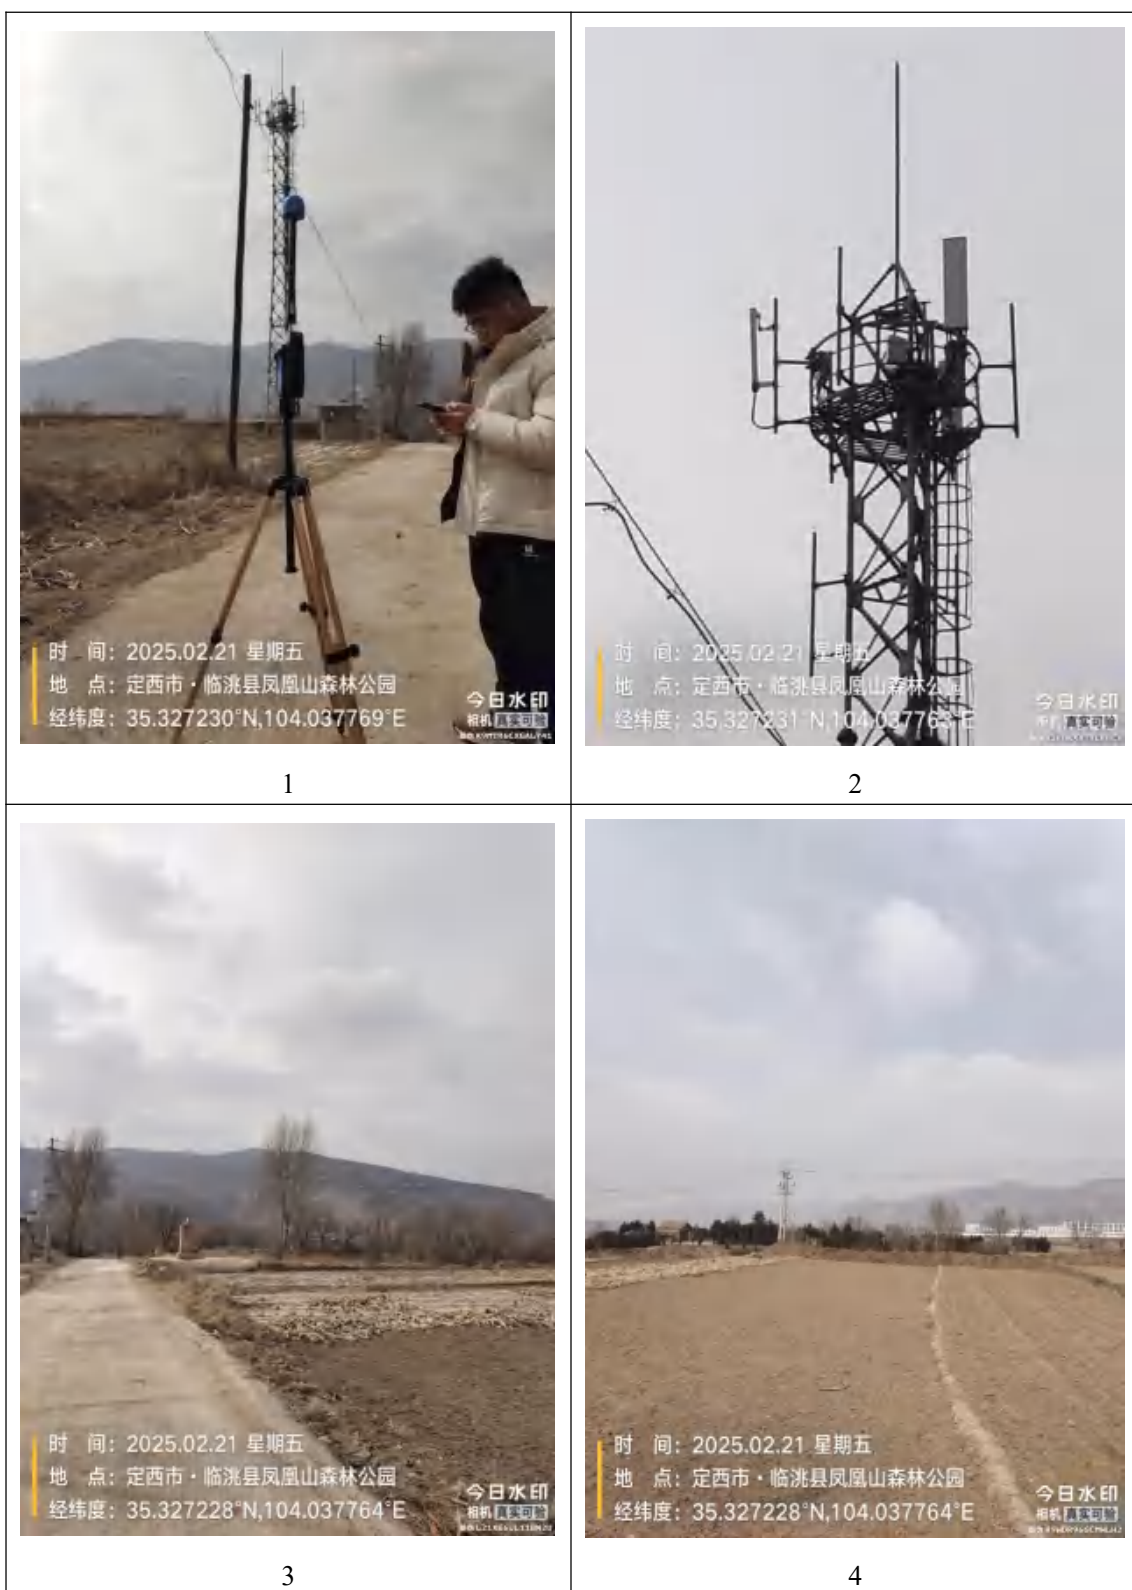 时 间：2025.02.21 星期五
地 点：定西市·临洮县凤凰山森林公园
经纬度：35.327230°N,104.037769°E
今日水印
相机 真实可验
1
时 间：2025.02.21 星期五
地 点：定西市·临洮县凤凰山森林公园
经纬度：35.327231°N,104.037763°E
今日水印
相机 真实可验
2
时 间：2025.02.21 星期五
地 点：定西市·临洮县凤凰山森林公园
经纬度：35.327228°N,104.037764°E
今日水印
相机 真实可验
3
时 间：2025.02.21 星期五
地 点：定西市·临洮县凤凰山森林公园
经纬度：35.327228°N,104.037764°E
今日水印
相机 真实可验
4